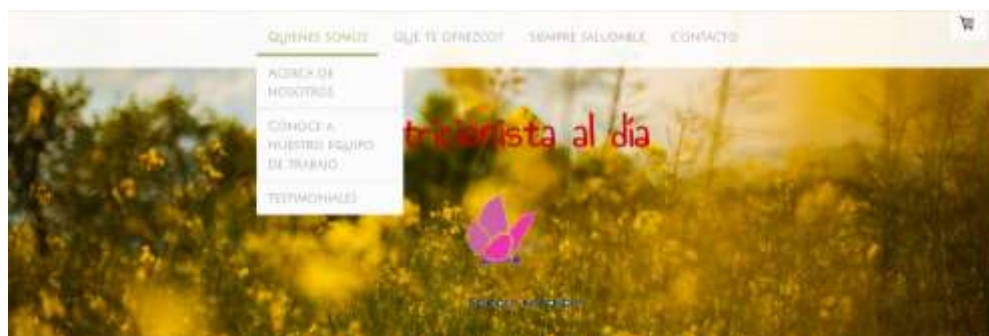 QUIENES SOMOS QUE TE OFREZCO? SIEMPRE SALUDABLE CONTACTO
ACERCA DE
NOSOTROS
CONOCE A
NUESTRO EQUIPO
DE TRABAJO
TESTIMONIALES
tricionista al día